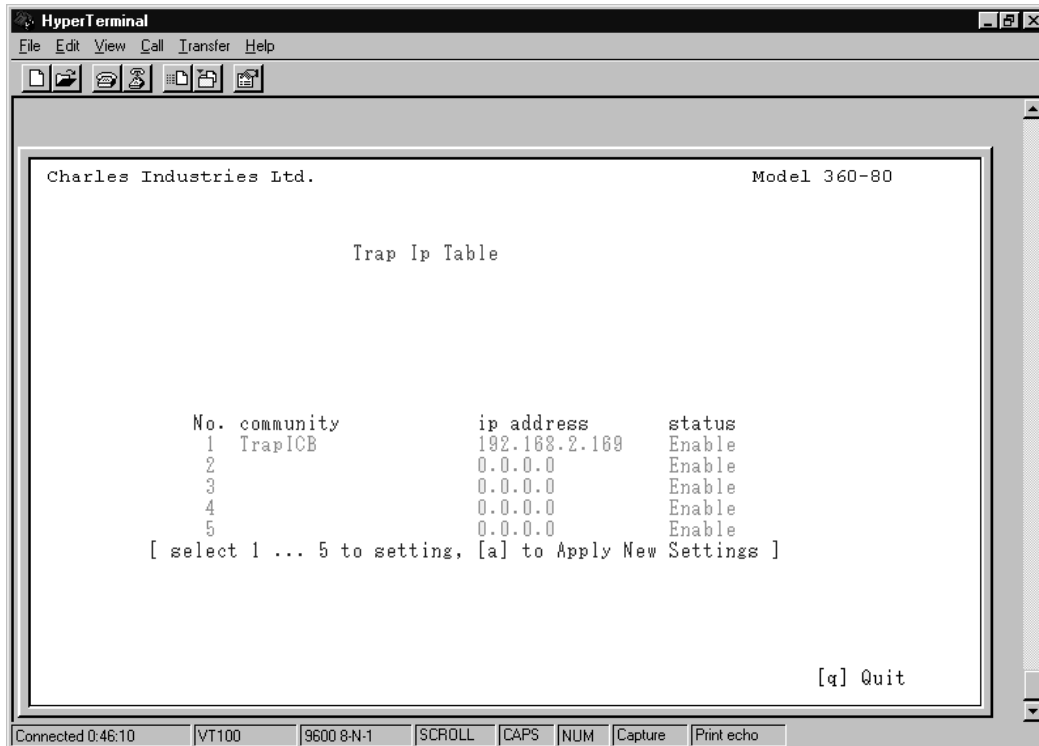 HyperTerminal
File Edit View Call Transfer Help
Charles Industries Ltd. Model 360-80
Trap Ip Table
No. community ip address status
1 TrapICB 192.168.2.169 Enable
2 0.0.0.0 Enable
3 0.0.0.0 Enable
4 0.0.0.0 Enable
5 0.0.0.0 Enable
[ select 1 ... 5 to setting, [a] to Apply New Settings ]
[q] Quit
Connected 0:46:10 VT100 9600 8-N-1 SCROLL CAPS NUM Capture Print echo